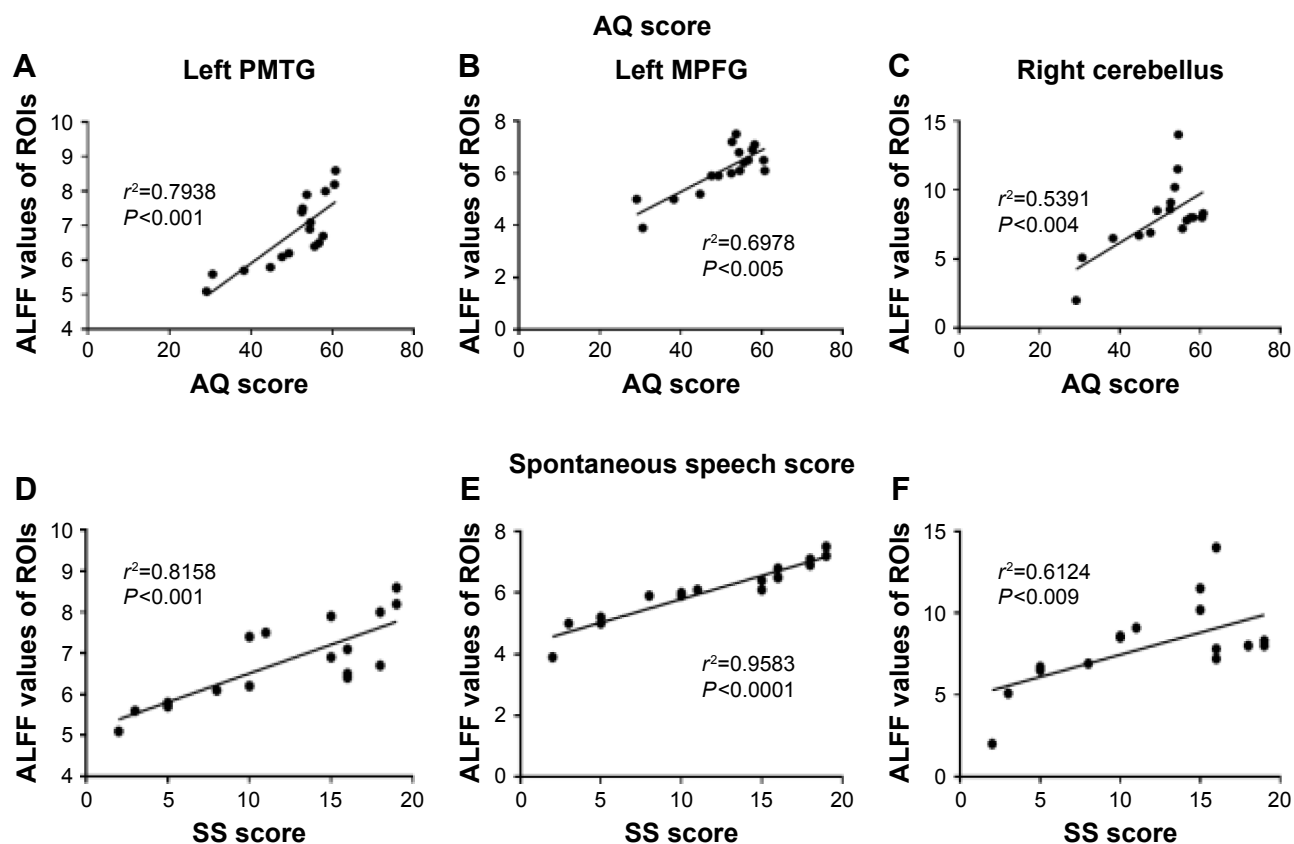 AQ score
A
Left PMTG
ALFF values of ROIs
10
9
8
7
6
5
4
r²=0.7938
P<0.001
0
20
40
60
80
AQ score
B
Left MPFG
ALFF values of ROIs
8
6
4
2
0
r²=0.6978
P<0.005
0
20
40
60
80
AQ score
C
Right cerebellus
ALFF values of ROIs
15
10
5
0
r²=0.5391
P<0.004
0
20
40
60
80
AQ score
Spontaneous speech score
D
ALFF values of ROIs
10
9
8
7
6
5
4
r²=0.8158
P<0.001
0
5
10
15
20
SS score
E
ALFF values of ROIs
8
6
4
2
0
r²=0.9583
P<0.0001
0
5
10
15
20
SS score
F
ALFF values of ROIs
15
10
5
0
r²=0.6124
P<0.009
0
5
10
15
20
SS score